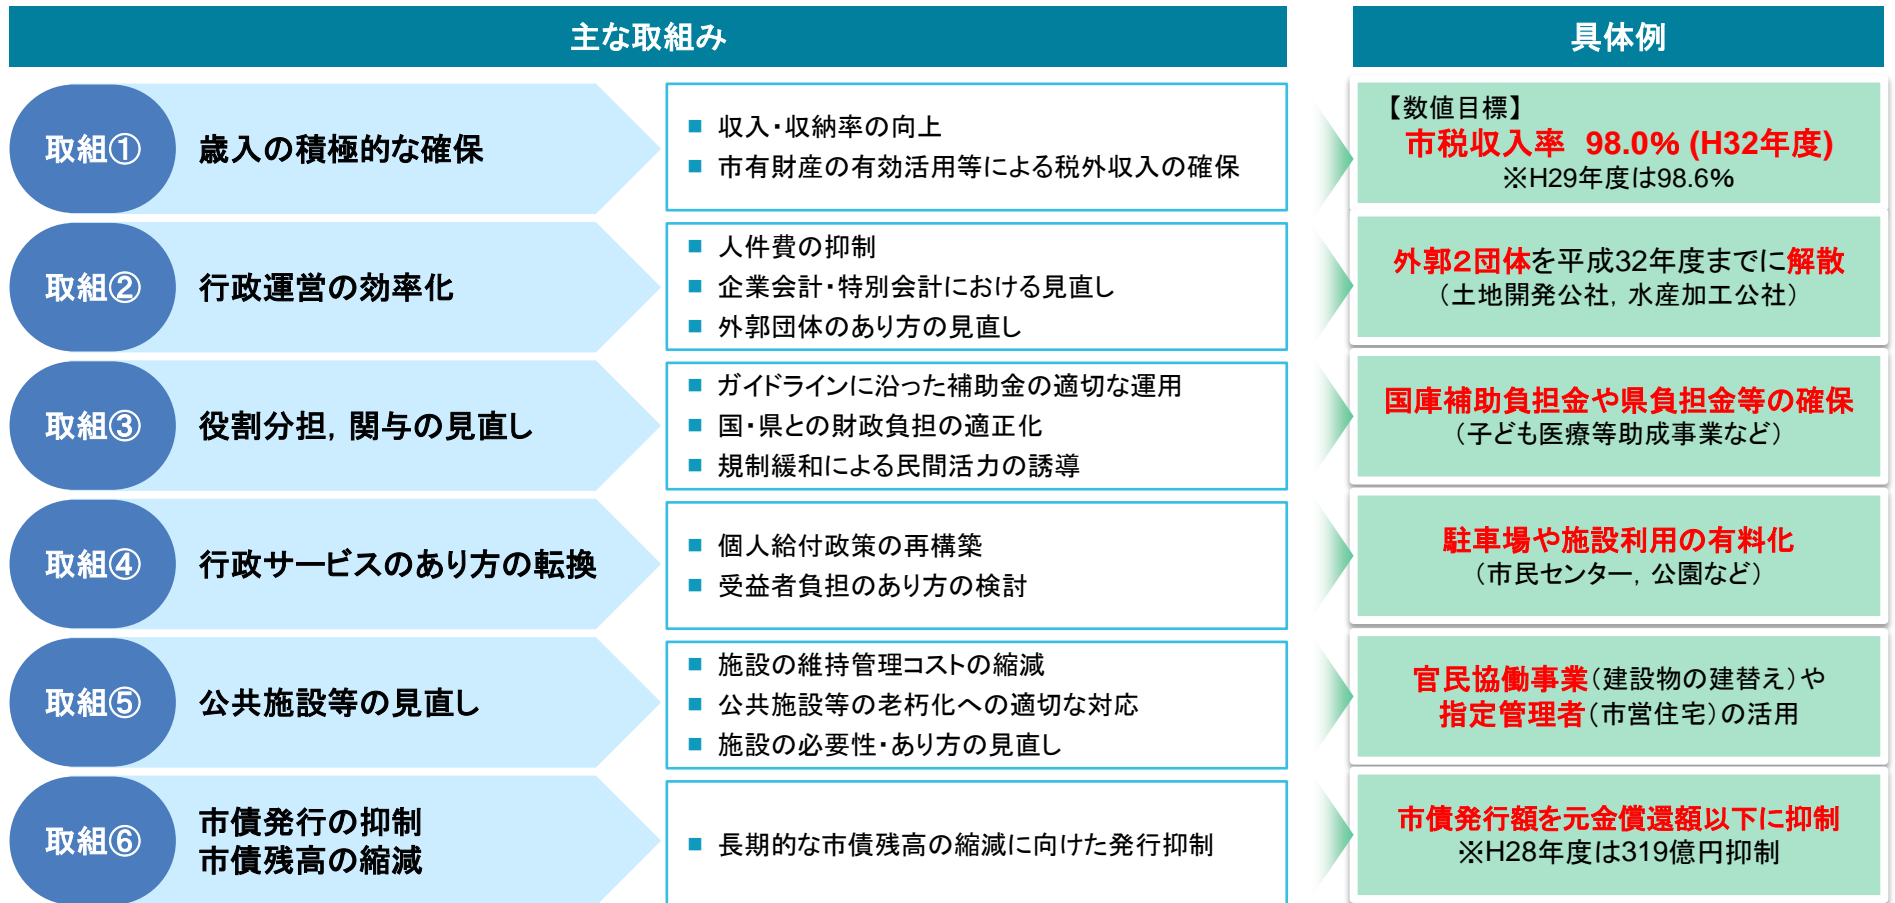 主な取組み
具体例
取組①
歳入の積極的な確保
■ 収入・収納率の向上
■ 市有財産の有効活用等による税外収入の確保
【数値目標】
市税収入率 98.0% (H32年度)
※H29年度は98.6%
取組②
行政運営の効率化
■ 人件費の抑制
■ 企業会計・特別会計における見直し
■ 外郭団体のあり方の見直し
外郭2団体を平成32年度までに解散
（土地開発公社，水産加工公社）
取組③
役割分担，関与の見直し
■ ガイドラインに沿った補助金の適切な運用
■ 国・県との財政負担の適正化
■ 規制緩和による民間活力の誘導
国庫補助負担金や県負担金等の確保
（子ども医療等助成事業など）
取組④
行政サービスのあり方の転換
■ 個人給付政策の再構築
■ 受益者負担のあり方の検討
駐車場や施設利用の有料化
（市民センター，公園など）
取組⑤
公共施設等の見直し
■ 施設の維持管理コストの縮減
■ 公共施設等の老朽化への適切な対応
■ 施設の必要性・あり方の見直し
官民協働事業（建設物の建替え）や
指定管理者（市営住宅）の活用
取組⑥
市債発行の抑制
市債残高の縮減
■ 長期的な市債残高の縮減に向けた発行抑制
市債発行額を元金償還額以下に抑制
※H28年度は319億円抑制